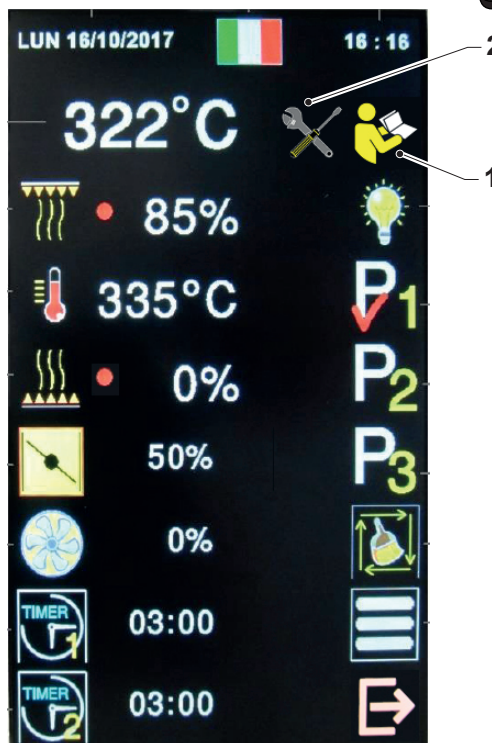 LUN 16/10/2017 16 : 16
2
322°C
1
85%
335°C P1
0% P2
50% P3
0%
TIMER 1 03:00
TIMER 2 03:00